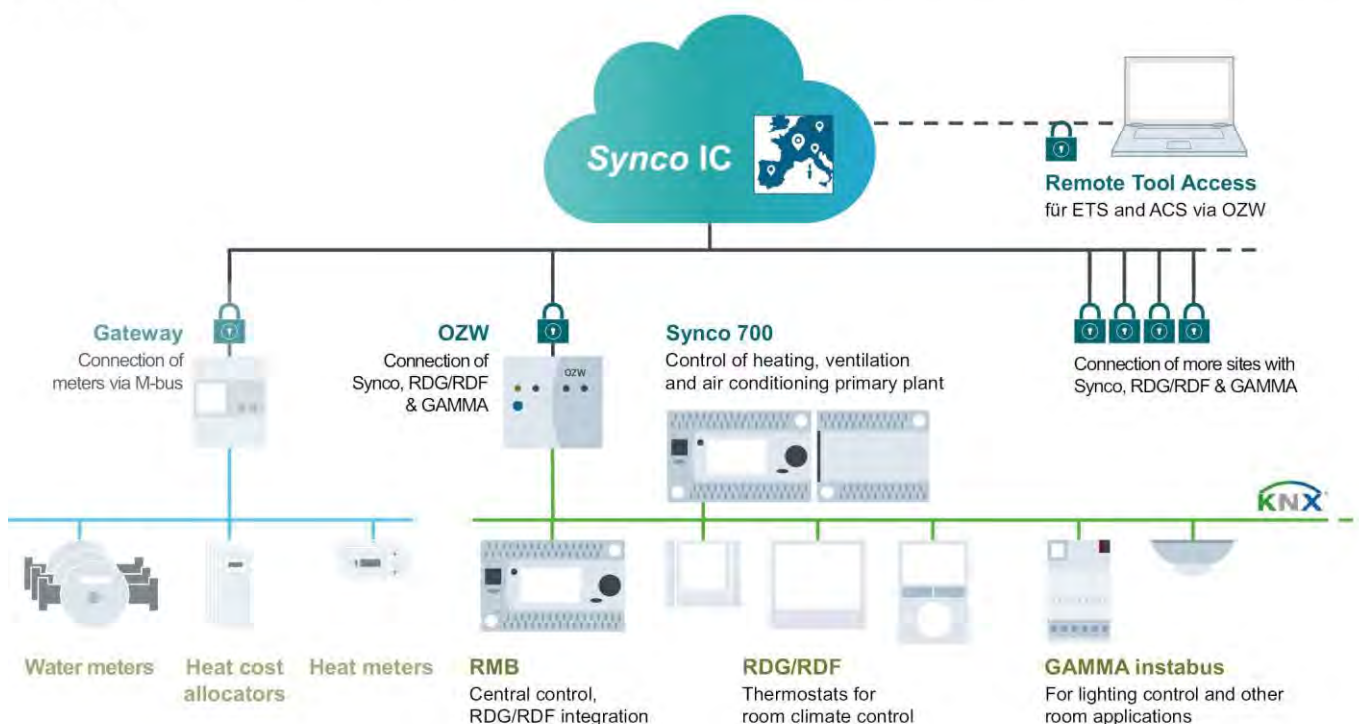 Synco IC
Remote Tool Access
für ETS and ACS via OZW
Gateway
Connection of
meters via M-bus
OZW
Connection of
Synco, RDG/RDF
& GAMMA
OZW
Synco 700
Control of heating, ventilation
and air conditioning primary plant
Connection of more sites with
Synco, RDG/RDF & GAMMA
KNX
Water meters
Heat cost
allocators
Heat meters
RMB
Central control,
RDG/RDF integration
RDG/RDF
Thermostats for
room climate control
GAMMA instabus
For lighting control and other
room applications